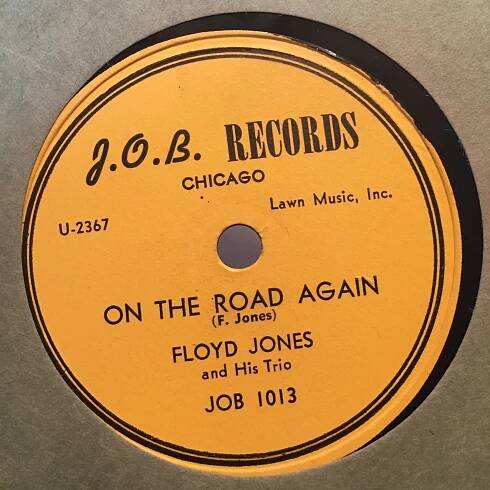 J.O.B. RECORDS
CHICAGO
Lawn Music, Inc.
U-2367
ON THE ROAD AGAIN
(F. Jones)
FLOYD JONES
and His Trio
JOB 1013